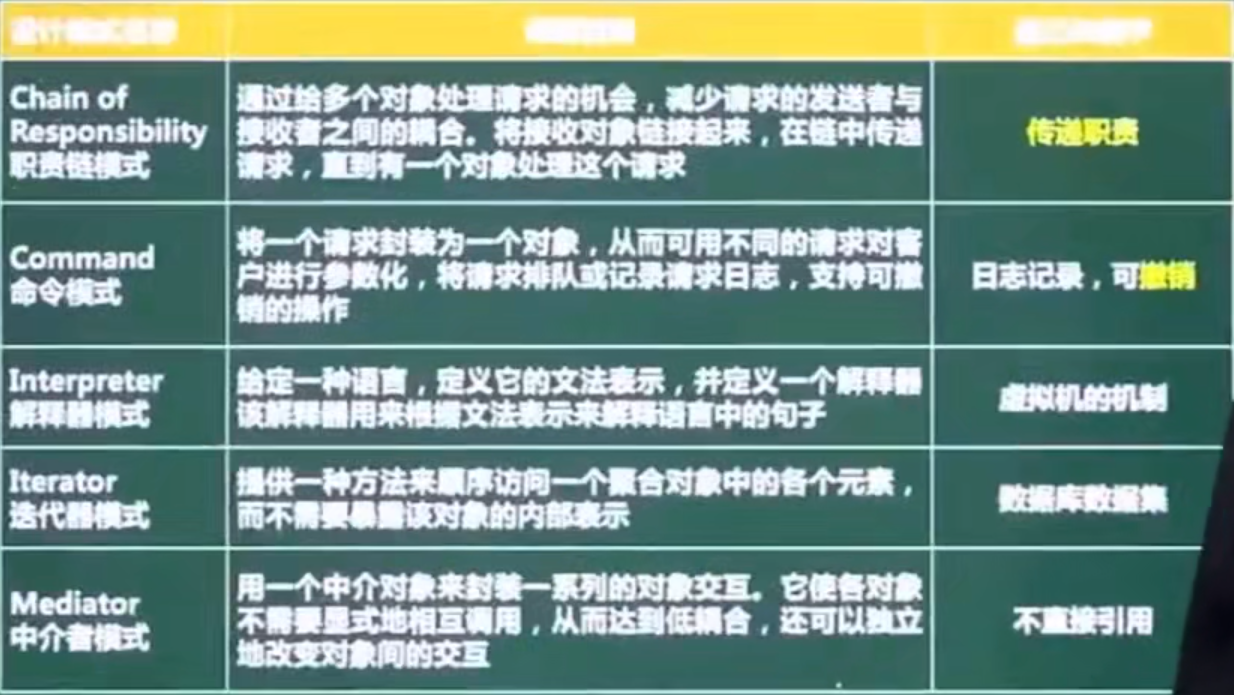 Chain of
Responsibility
职责链模式
通过给多个对象处理请求的机会，减少请求的发送者与
接收者之间的耦合。将接收对象链接起来，在链中传递
请求，直到有一个对象处理这个请求
传递职责
Command
命令模式
将一个请求封装为一个对象，从而可用不同的请求对客
户进行参数化，将请求排队或记录请求日志，支持可撤
销的操作
日志记录，可撤销
Interpreter
解释器模式
给定一种语言，定义它的文法表示，并定义一个解释器
该解释器用来根据文法表示来解释语言中的句子
虚拟机的机制
Iterator
迭代器模式
提供一种方法来顺序访问一个聚合对象中的各个元素，
而不需要暴露该对象的内部表示
数据库数据集
Mediator
中介者模式
用一个中介对象来封装一系列的对象交互。它使各对象
不需要显式地相互调用，从而达到低耦合，还可以独立
地改变对象间的交互
不直接引用